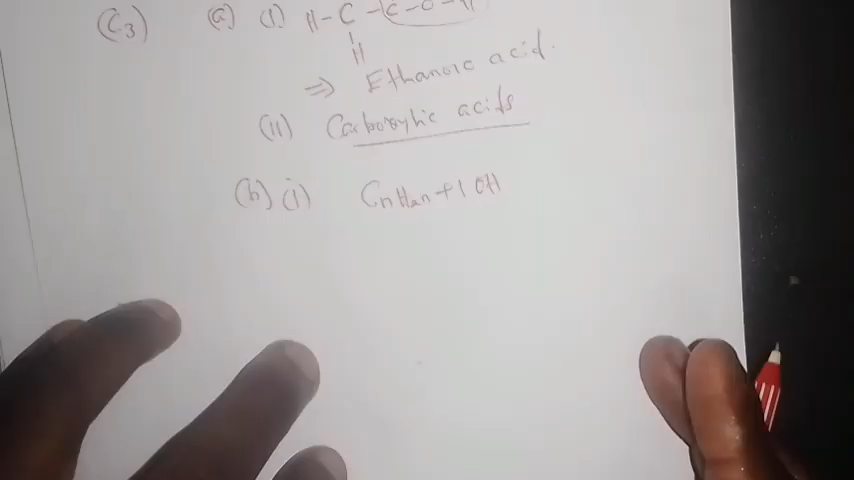 (C3) (a) (i) H-C-C-O-H
H
⇒ Ethanoic acid.
(ii) Carboxylic acids
(b) (i) CnH2n+1 OH